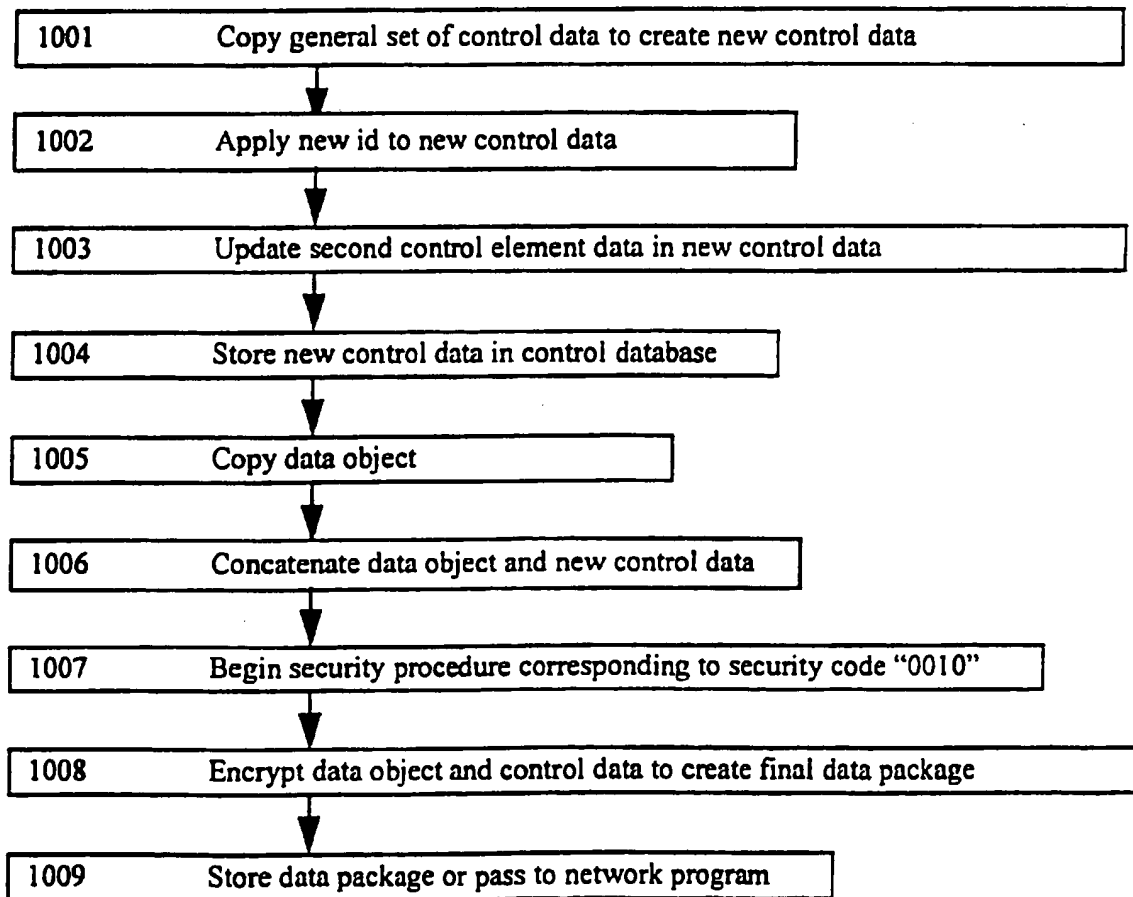 1001 Copy general set of control data to create new control data
1002 Apply new id to new control data
1003 Update second control element data in new control data
1004 Store new control data in control database
1005 Copy data object
1006 Concatenate data object and new control data
1007 Begin security procedure corresponding to security code “0010”
1008 Encrypt data object and control data to create final data package
1009 Store data package or pass to network program